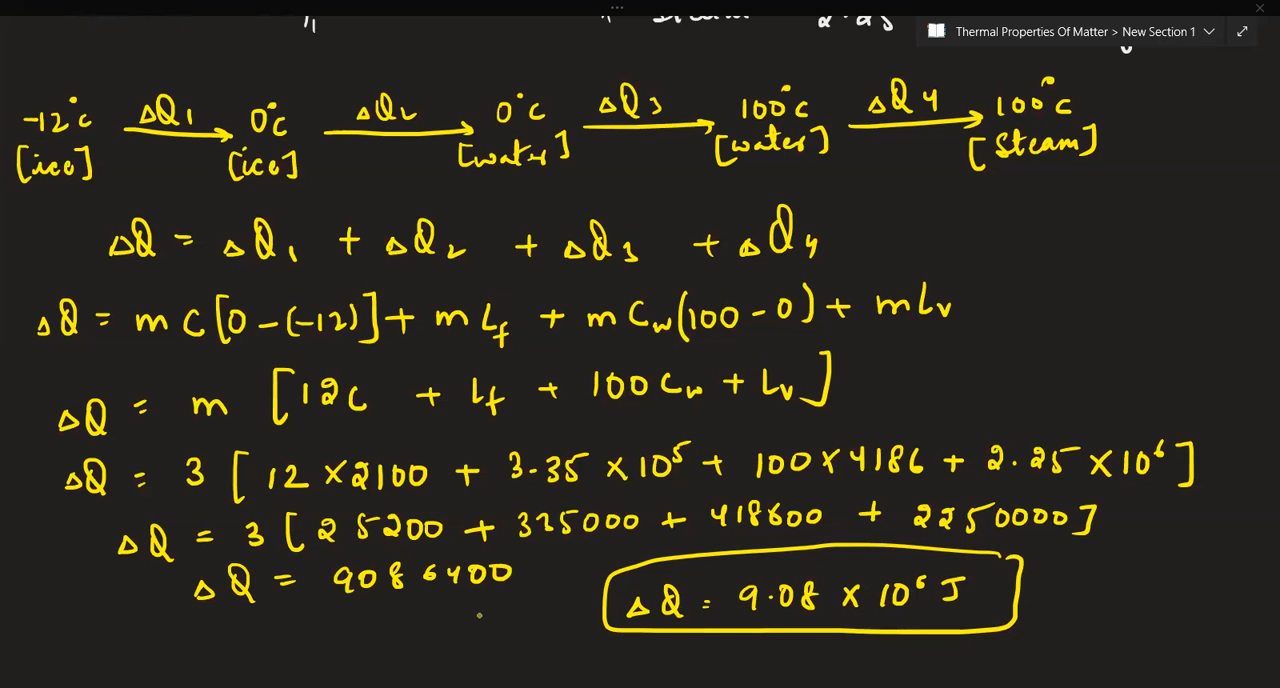 Thermal Properties Of Matter > New Section 1
-12°C ΔQ1 0°C ΔQ2 0°C ΔQ3 100°C ΔQ4 100°C
[ice] [ice] [water] [water] [steam]
ΔQ = ΔQ1 + ΔQ2 + ΔQ3 + ΔQ4
ΔQ = mC[0-(-12)] + mLf + mCw(100-0) + mLv
ΔQ = m [12C + Lf + 100Cw + Lv]
ΔQ = 3 [12 × 2100 + 3.35 × 10⁵ + 100 × 4186 + 2.25 × 10⁶]
ΔQ = 3 [25200 + 335000 + 418600 + 2250000]
ΔQ = 9086400
ΔQ = 9.08 × 10⁶ J